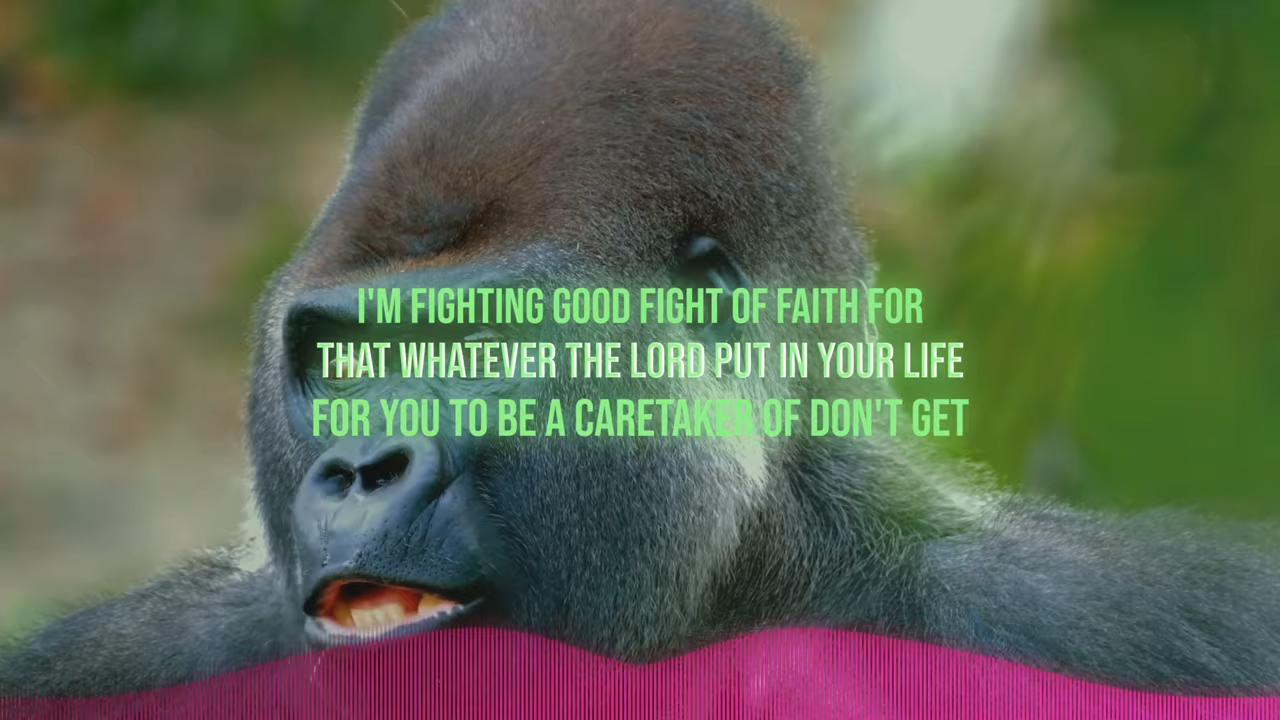 I'M FIGHTING GOOD FIGHT OF FAITH FOR
THAT WHATEVER THE LORD PUT IN YOUR LIFE
FOR YOU TO BE A CARETAKER OF DON'T GET